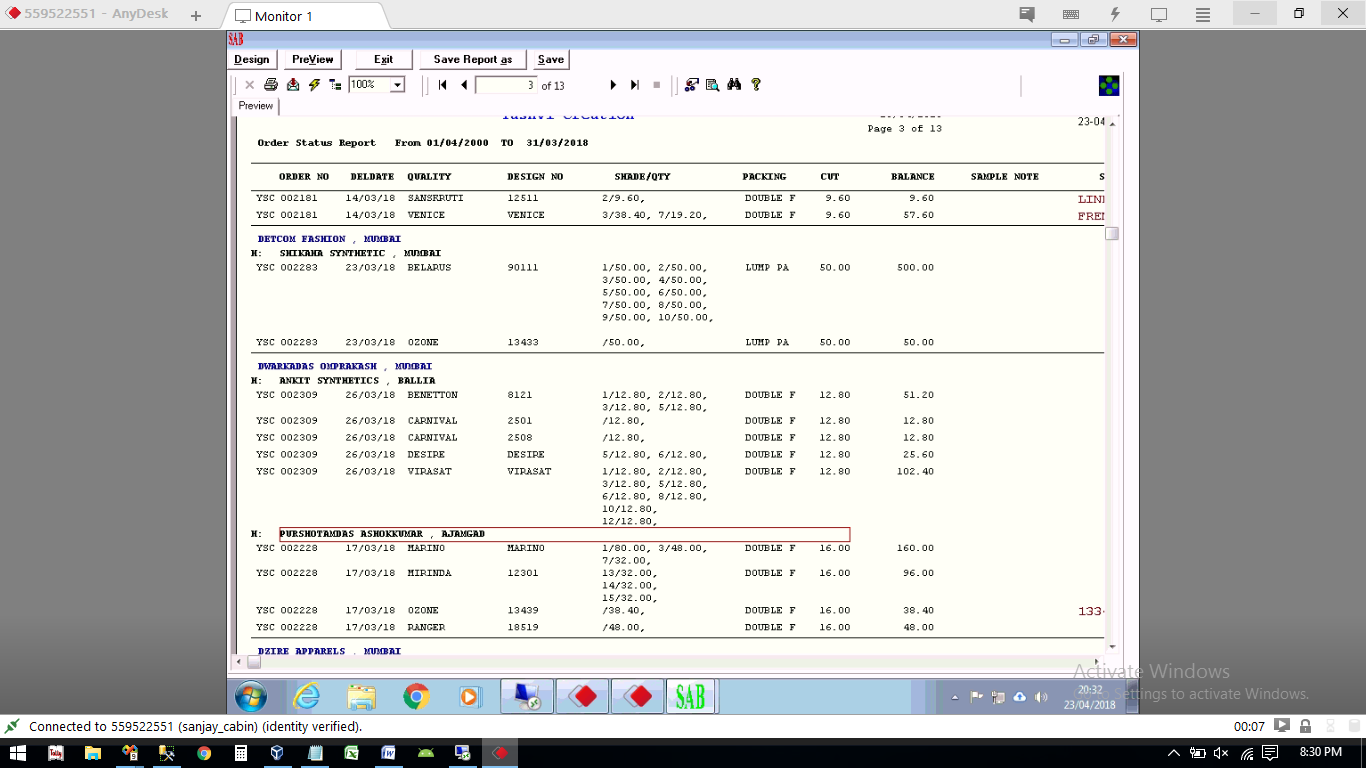 559522551 - AnyDesk
Monitor 1
SAB
Design PreView Exit Save Report as Save
100% 3 of 13
Preview
Yashvi Creation
Page 3 of 13 23-04
Order Status Report From 01/04/2000 TO 31/03/2018
ORDER NO DELDATE QUALITY DESIGN NO SHADE/QTY PACKING CUT BALANCE SAMPLE NOTE S
YSC 002181 14/03/18 SANSKRUTI 12511 2/9.60, DOUBLE F 9.60 9.60 LINE
YSC 002181 14/03/18 VENICE VENICE 3/38.40, 7/19.20, DOUBLE F 9.60 57.60 FREN
DETCOM FASHION , MUMBAI
H: SHIKAHA SYNTHETIC , MUMBAI
YSC 002283 23/03/18 BELARUS 90111 1/50.00, 2/50.00, LUMP PA 50.00 500.00
3/50.00, 4/50.00,
5/50.00, 6/50.00,
7/50.00, 8/50.00,
9/50.00, 10/50.00,
YSC 002283 23/03/18 OZONE 13433 /50.00, LUMP PA 50.00 50.00
DWARKADAS OMPRAKASH , MUMBAI
H: ANKIT SYNTHETICS , BALLIA
YSC 002309 26/03/18 BENETTON 8121 1/12.80, 2/12.80, DOUBLE F 12.80 51.20
3/12.80, 5/12.80,
YSC 002309 26/03/18 CARNIVAL 2501 /12.80, DOUBLE F 12.80 12.80
YSC 002309 26/03/18 CARNIVAL 2508 /12.80, DOUBLE F 12.80 12.80
YSC 002309 26/03/18 DESIRE DESIRE 5/12.80, 6/12.80, DOUBLE F 12.80 25.60
YSC 002309 26/03/18 VIRASAT VIRASAT 1/12.80, 2/12.80, DOUBLE F 12.80 102.40
3/12.80, 5/12.80,
6/12.80, 8/12.80,
10/12.80,
12/12.80,
H: PURSHOTAMDAS ASHOKKUMAR , AJAMGAD
YSC 002228 17/03/18 MARINO MARINO 1/80.00, 3/48.00, DOUBLE F 16.00 160.00
7/32.00,
YSC 002228 17/03/18 MIRINDA 12301 13/32.00, DOUBLE F 16.00 96.00
14/32.00,
15/32.00,
YSC 002228 17/03/18 OZONE 13439 /38.40, DOUBLE F 16.00 38.40 133-
YSC 002228 17/03/18 RANGER 18519 /48.00, DOUBLE F 16.00 48.00
DZIRE APPARELS , MUMBAI
Activate Windows
Go to Settings to activate Windows.
SAB
20:32
23/04/2018
Connected to 559522551 (sanjay_cabin) (identity verified). 00:07
Tally
8:30 PM